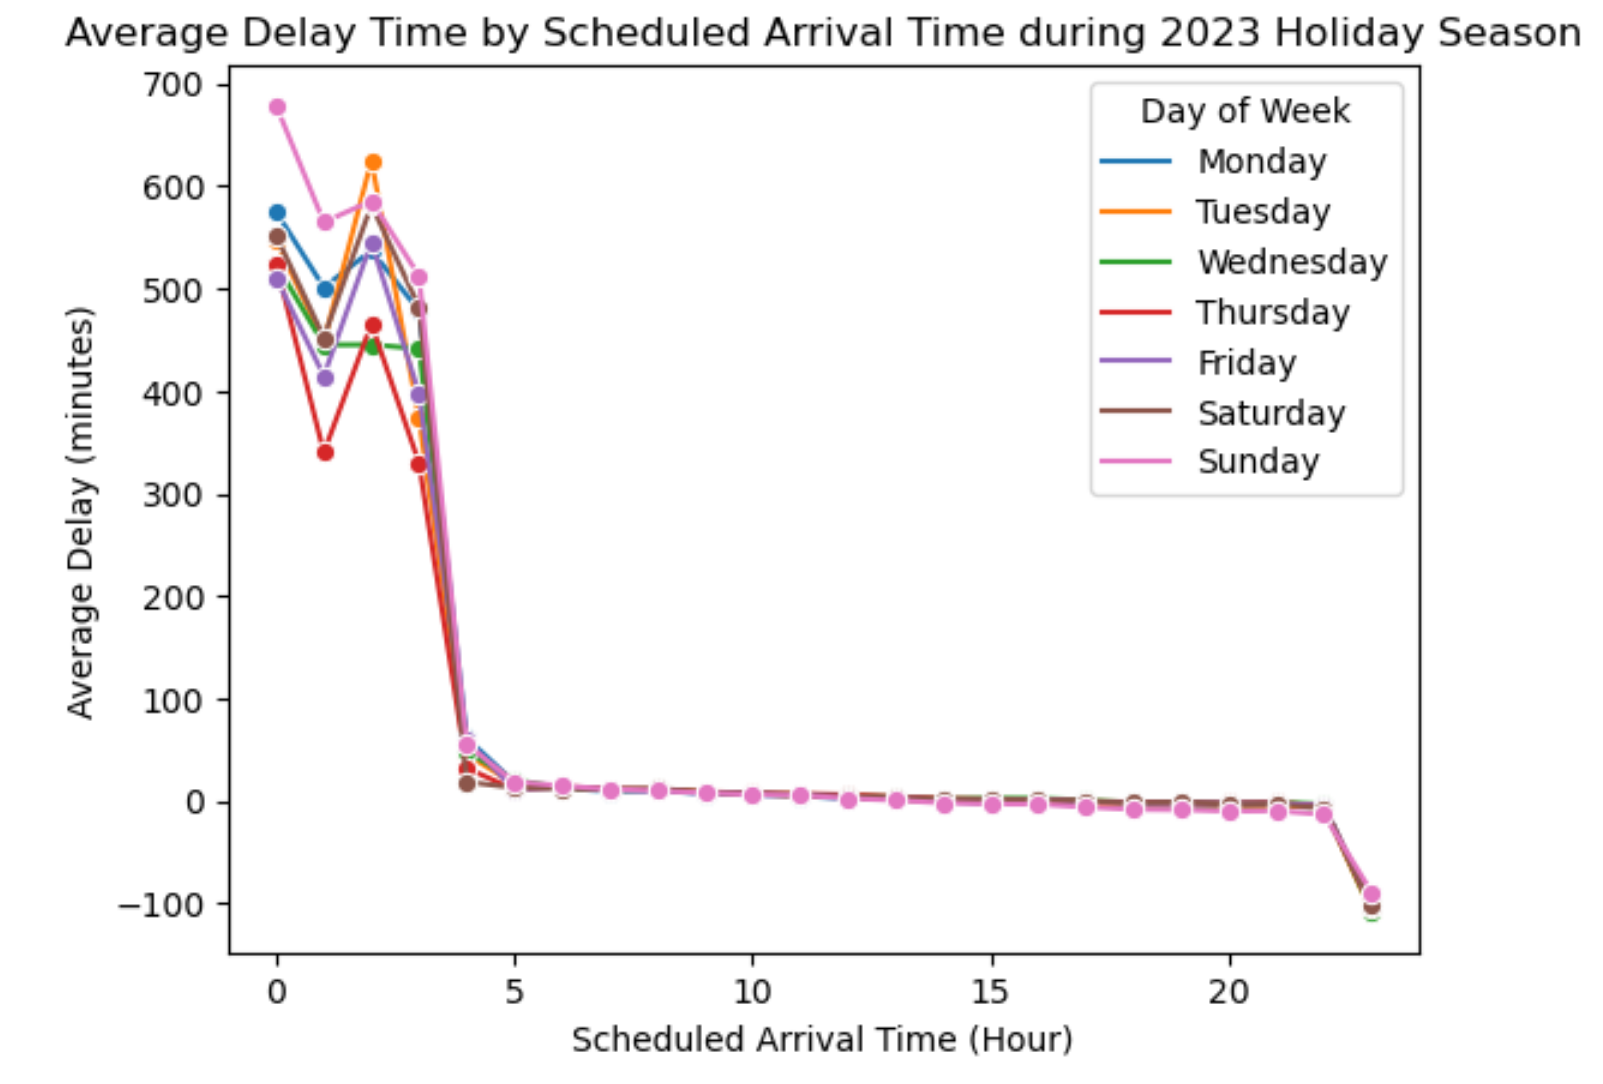 Average Delay Time by Scheduled Arrival Time during 2023 Holiday Season
700
600
500
400
300
200
100
0
−100
Average Delay (minutes)
Day of Week
Monday
Tuesday
Wednesday
Thursday
Friday
Saturday
Sunday
0 5 10 15 20
Scheduled Arrival Time (Hour)